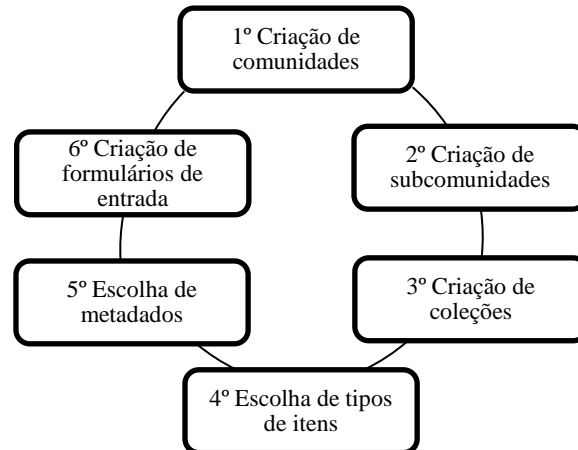 1º Criação de
comunidades
2º Criação de
subcomunidades
3º Criação de
coleções
4º Escolha de tipos
de itens
5º Escolha de
metadados
6º Criação de
formulários de
entrada